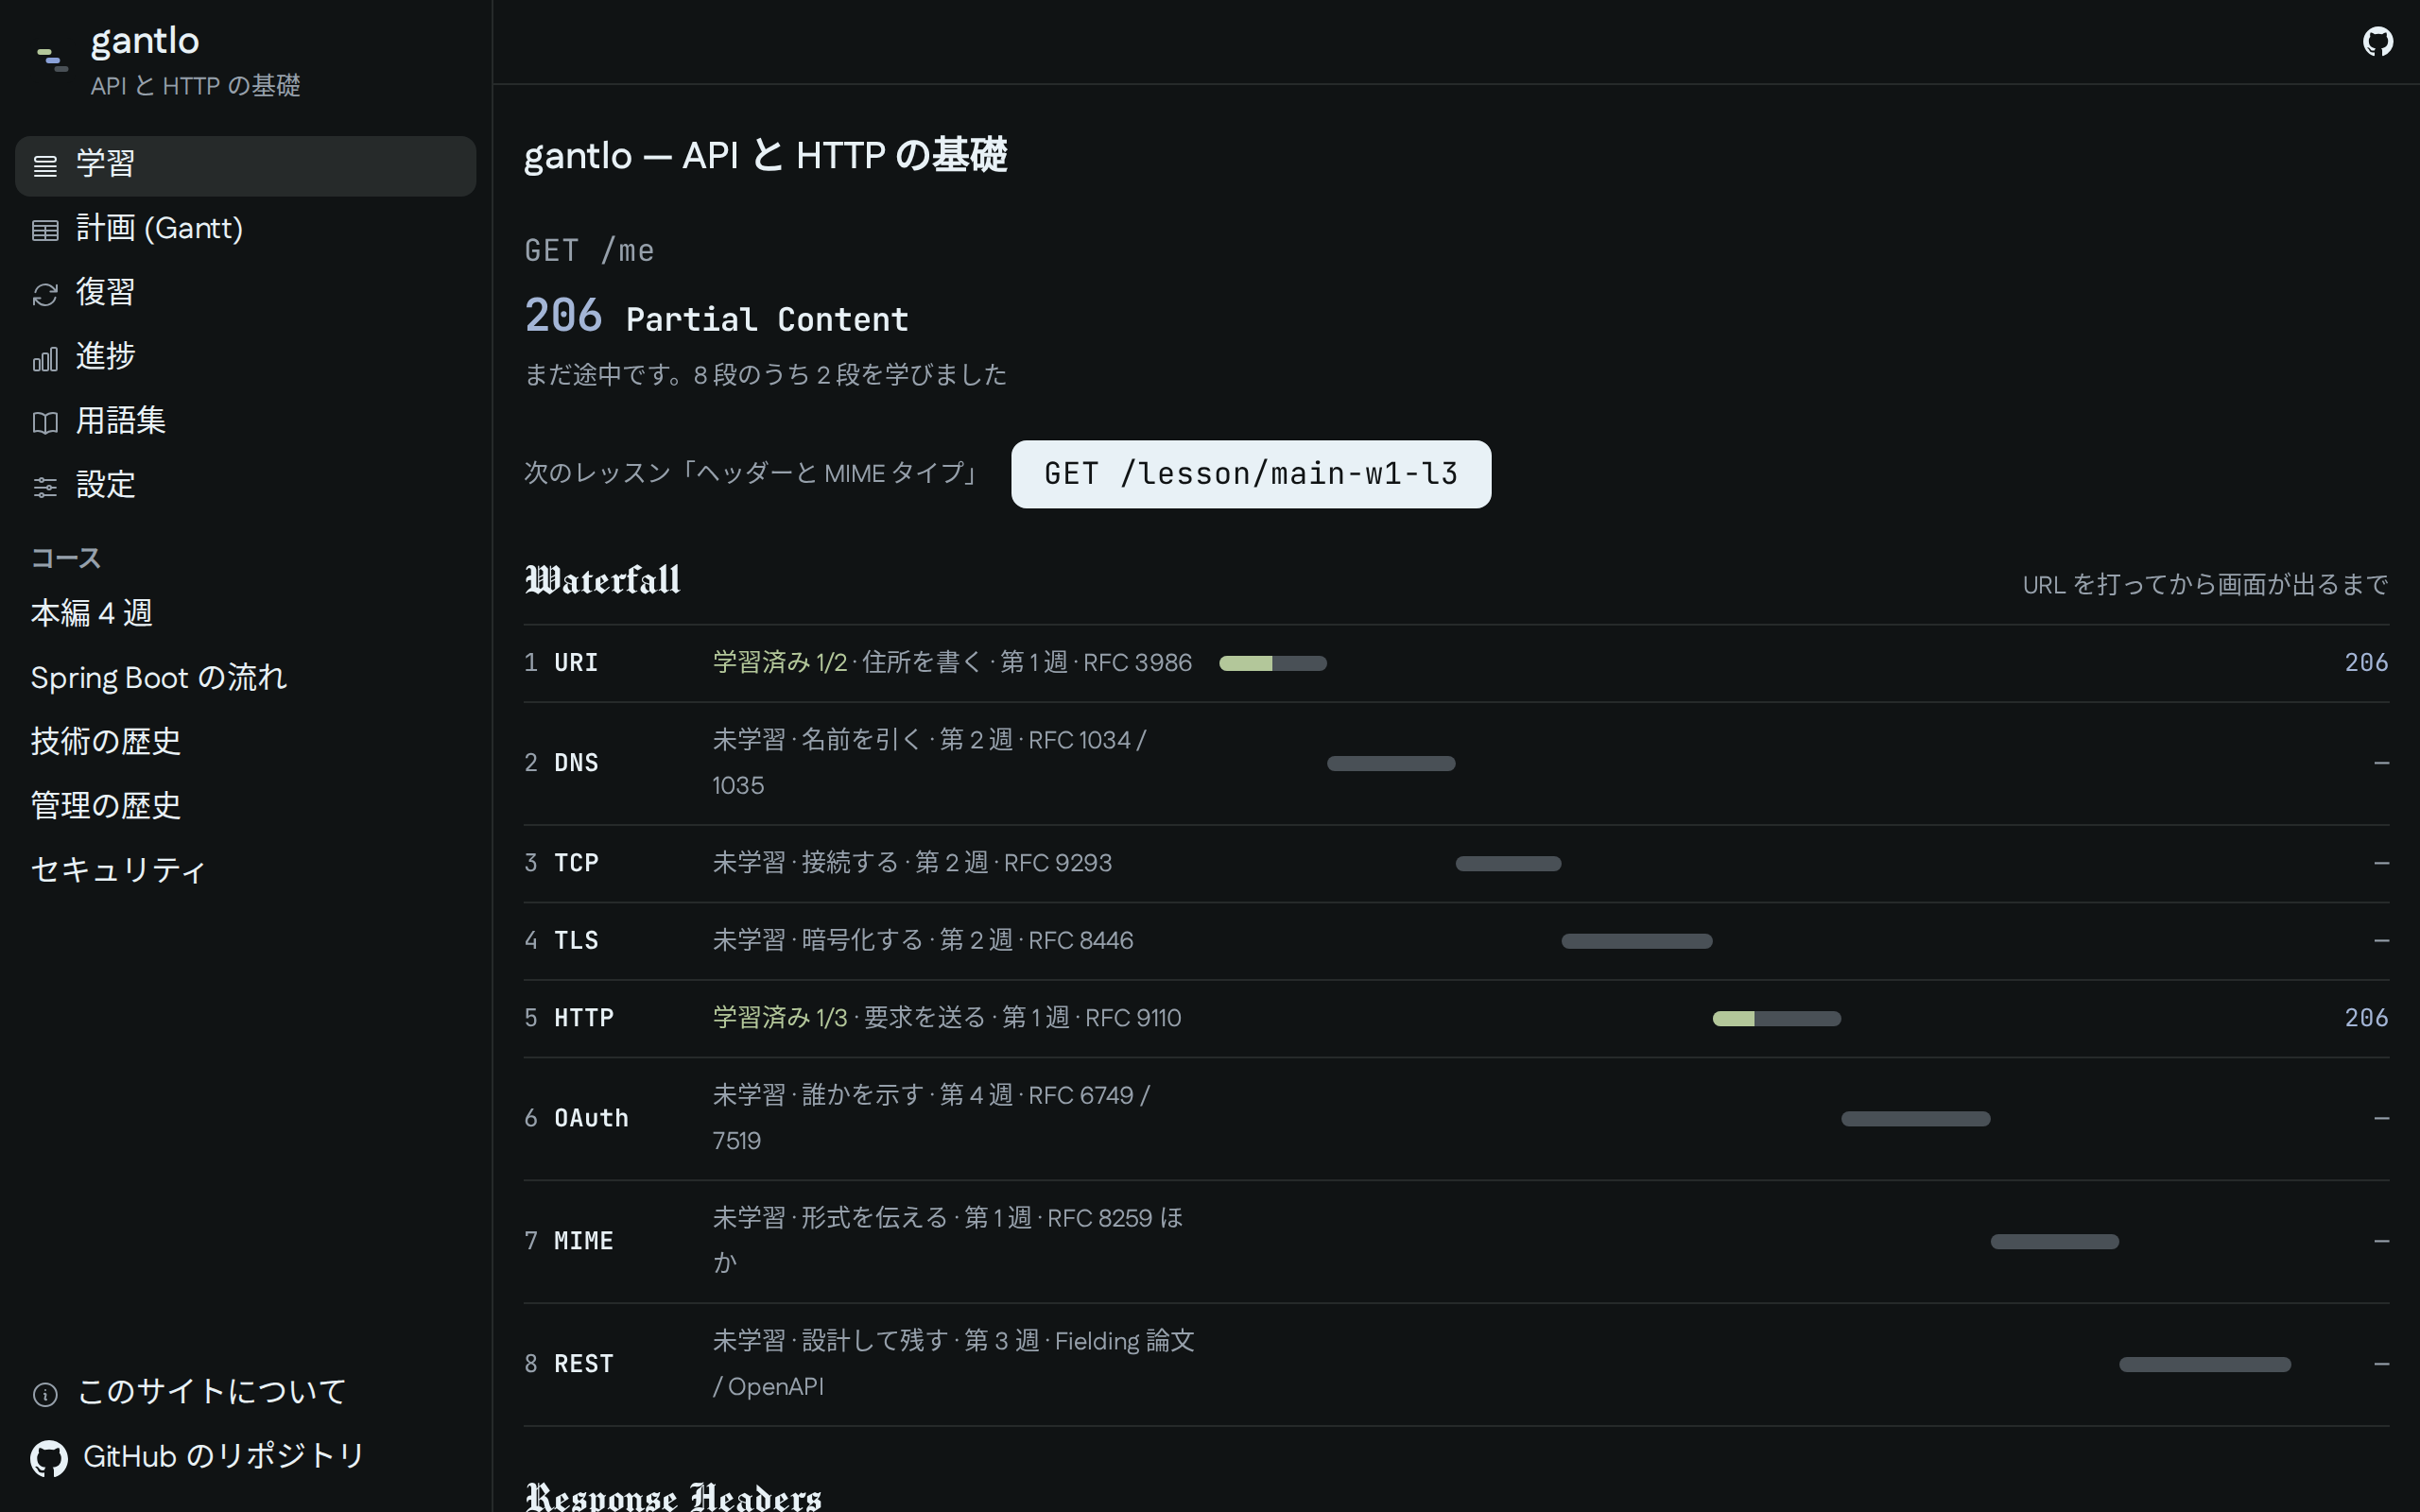 gantlo
API と HTTP の基礎
学習
計画 (Gantt)
復習
進捗
用語集
設定
コース
本編 4 週
Spring Boot の流れ
技術の歴史
管理の歴史
セキュリティ
このサイトについて
GitHub のリポジトリ
gantlo — API と HTTP の基礎
GET /me
206 Partial Content
まだ途中です。8 段のうち 2 段を学びました
次のレッスン「ヘッダーと MIME タイプ」 GET /lesson/main-w1-l3
Waterfall URL を打ってから画面が出るまで
1 URI 学習済み 1/2 · 住所を書く · 第 1 週 · RFC 3986 206
2 DNS 未学習 · 名前を引く · 第 2 週 · RFC 1034 /
1035 —
3 TCP 未学習 · 接続する · 第 2 週 · RFC 9293 —
4 TLS 未学習 · 暗号化する · 第 2 週 · RFC 8446 —
5 HTTP 学習済み 1/3 · 要求を送る · 第 1 週 · RFC 9110 206
6 OAuth 未学習 · 誰かを示す · 第 4 週 · RFC 6749 /
7519 —
7 MIME 未学習 · 形式を伝える · 第 1 週 · RFC 8259 ほ
か —
8 REST 未学習 · 設計して残す · 第 3 週 · Fielding 論文
/ OpenAPI —
Response Headers